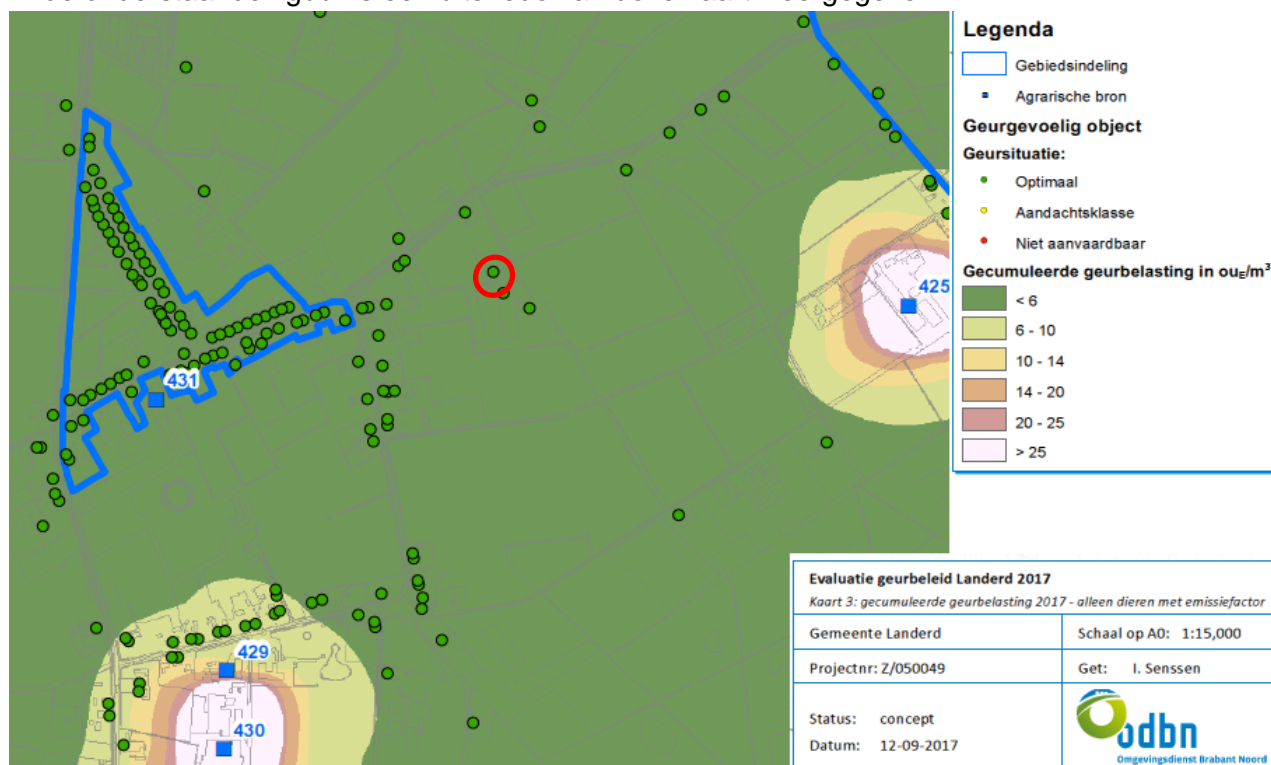 Legenda
Gebiedsindeling
Agrarische bron
Geurgevoelig object
Geursituatie:
Optimaal
Aandachtsklasse
Niet aanvaardbaar
Gecumuleerde geurbelasting in ouE/m³
< 6
6 - 10
10 - 14
14 - 20
20 - 25
> 25
425
431
429
430
Evaluatie geurbeleid Landerd 2017
Kaart 3: gecumuleerde geurbelasting 2017 - alleen dieren met emissiefactor
Gemeente Landerd
Schaal op A0: 1:15,000
Projectnr: Z/050049
Get: I. Senssen
Status: concept
Datum: 12-09-2017
odbn
Omgevingsdienst Brabant Noord